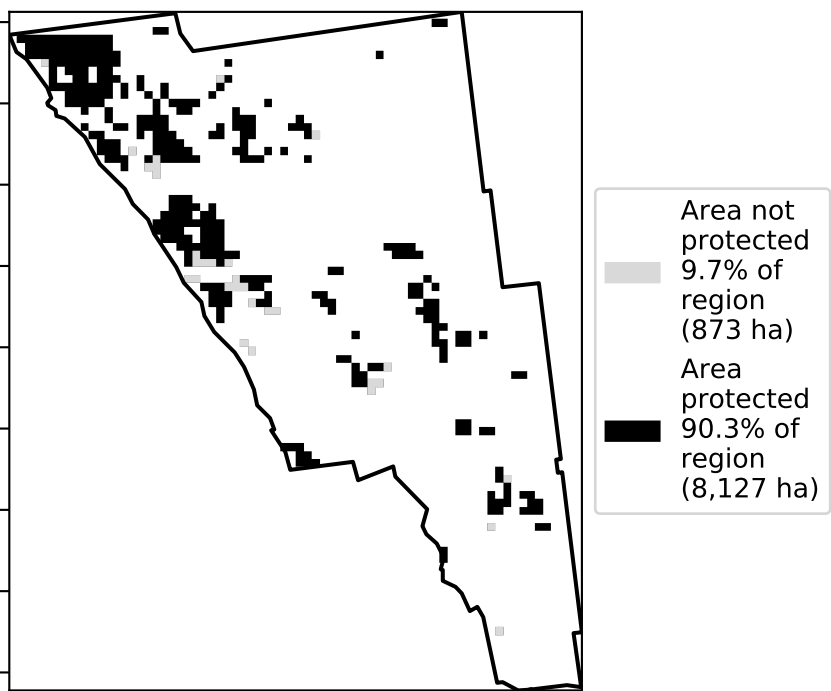 Area not
protected
9.7% of
region
(873 ha)
Area
protected
90.3% of
region
(8,127 ha)